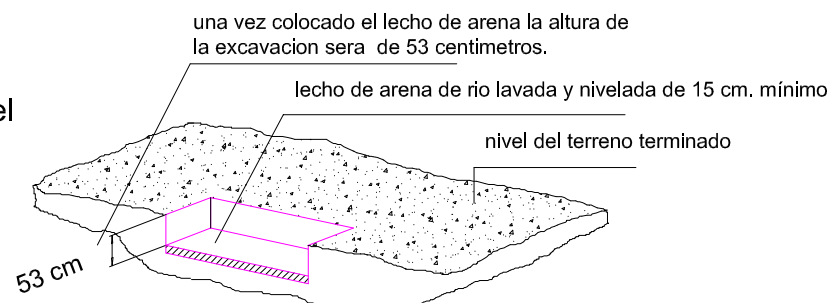 una vez colocado el lecho de arena la altura de
la excavacion sera de 53 centimetros.
lecho de arena de rio lavada y nivelada de 15 cm. mínimo
el
nivel del terreno terminado
53 cm